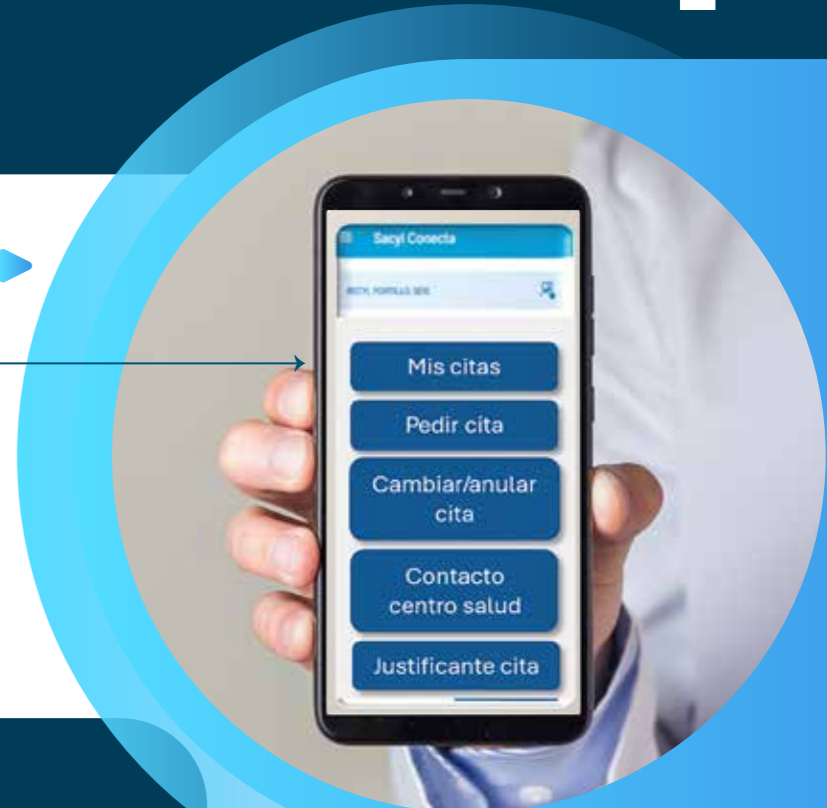 Sacyl Conecta
Mis citas
Pedir cita
Cambiar/anular
cita
Contacto
centro salud
Justificante cita